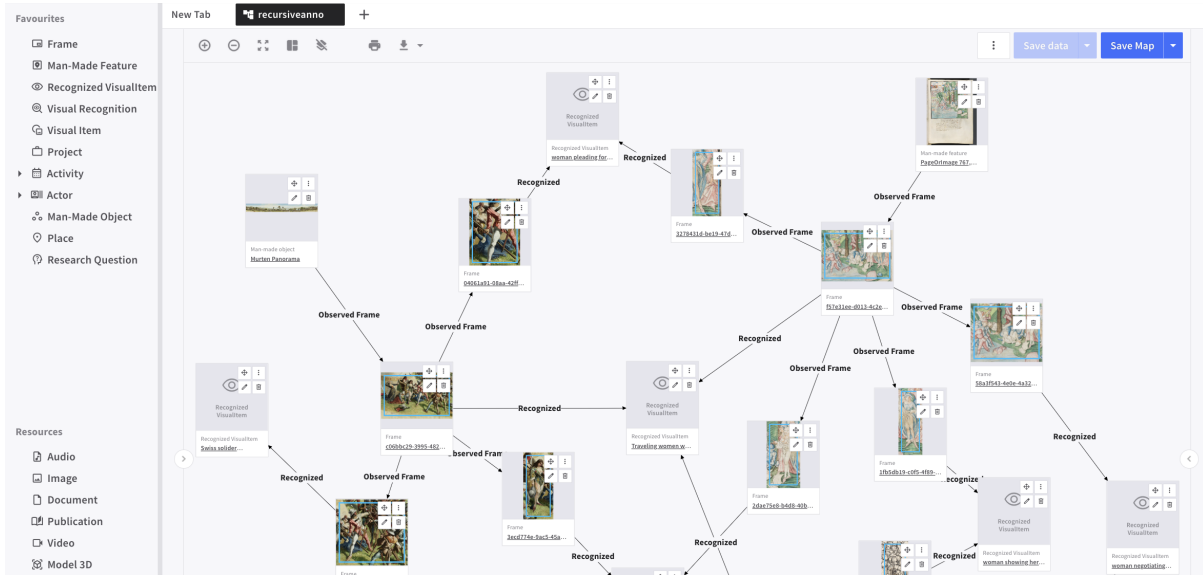 Favourites
Frame
Man-Made Feature
Recognized VisualItem
Visual Recognition
Visual Item
Project
Activity
Actor
Man-Made Object
Place
Research Question
Resources
Audio
Image
Document
Publication
Video
Model 3D
New Tab
recursiveanno
Save data
Save Map
Recognized
VisualItem
Recognized VisualItem
woman pleading for...
Recognized
Frame
3278431d-be19-47d...
Man-made feature
PageOrImage 767,...
Observed Frame
Recognized
Man-made object
Murten Panorama
Frame
04061a91-08aa-42ff...
Observed Frame
Frame
f57e31ee-d013-4c2e...
Observed Frame
Observed Frame
Observed Frame
Recognized
Observed Frame
Observed Frame
Frame
58a3f543-4e0e-4a32...
Recognized
VisualItem
Recognized VisualItem
Swiss solider...
Frame
c06bbc29-3995-482...
Recognized
Recognized
VisualItem
Recognized VisualItem
Traveling women w...
Recognized
Observed Frame
bserved Fram
Recognized
Frame
3ecd774e-9ac5-45a...
Frame
2dae75e8-b4d8-40b...
Frame
1fb5db19-c0f5-4f89-...
ecognize
Recognized
VisualItem
Recognized VisualItem
woman showing her...
Recognized
VisualItem
Recognized VisualItem
woman negotiating...
Recognized
Recognized
Recognized
Frame